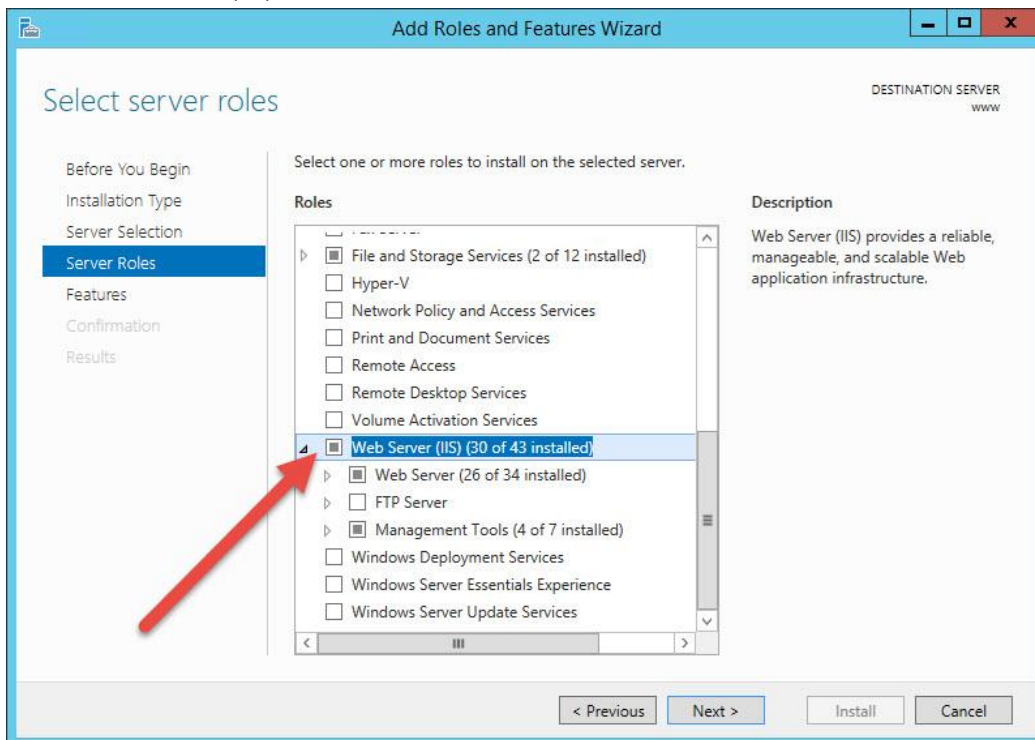 Add Roles and Features Wizard
Select server roles
DESTINATION SERVER
www
Before You Begin
Installation Type
Server Selection
Server Roles
Features
Confirmation
Results
Select one or more roles to install on the selected server.
Roles
File and Storage Services (2 of 12 installed)
Hyper-V
Network Policy and Access Services
Print and Document Services
Remote Access
Remote Desktop Services
Volume Activation Services
Web Server (IIS) (30 of 43 installed)
Web Server (26 of 34 installed)
FTP Server
Management Tools (4 of 7 installed)
Windows Deployment Services
Windows Server Essentials Experience
Windows Server Update Services
Description
Web Server (IIS) provides a reliable,
manageable, and scalable Web
application infrastructure.
< Previous
Next >
Install
Cancel